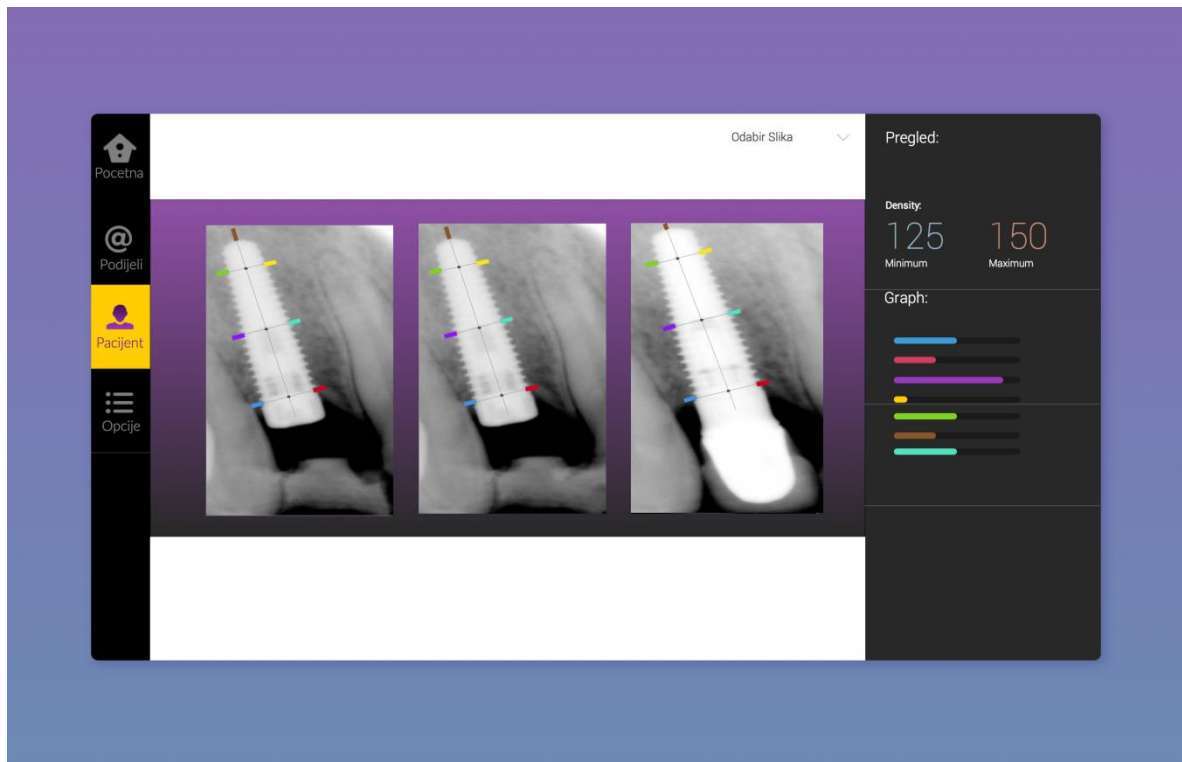 Pocetna
@
Podijeli
Pacijent
Opcije
Odabir Slika
Pregled:
Density:
125 150
Minimum Maximum
Graph: